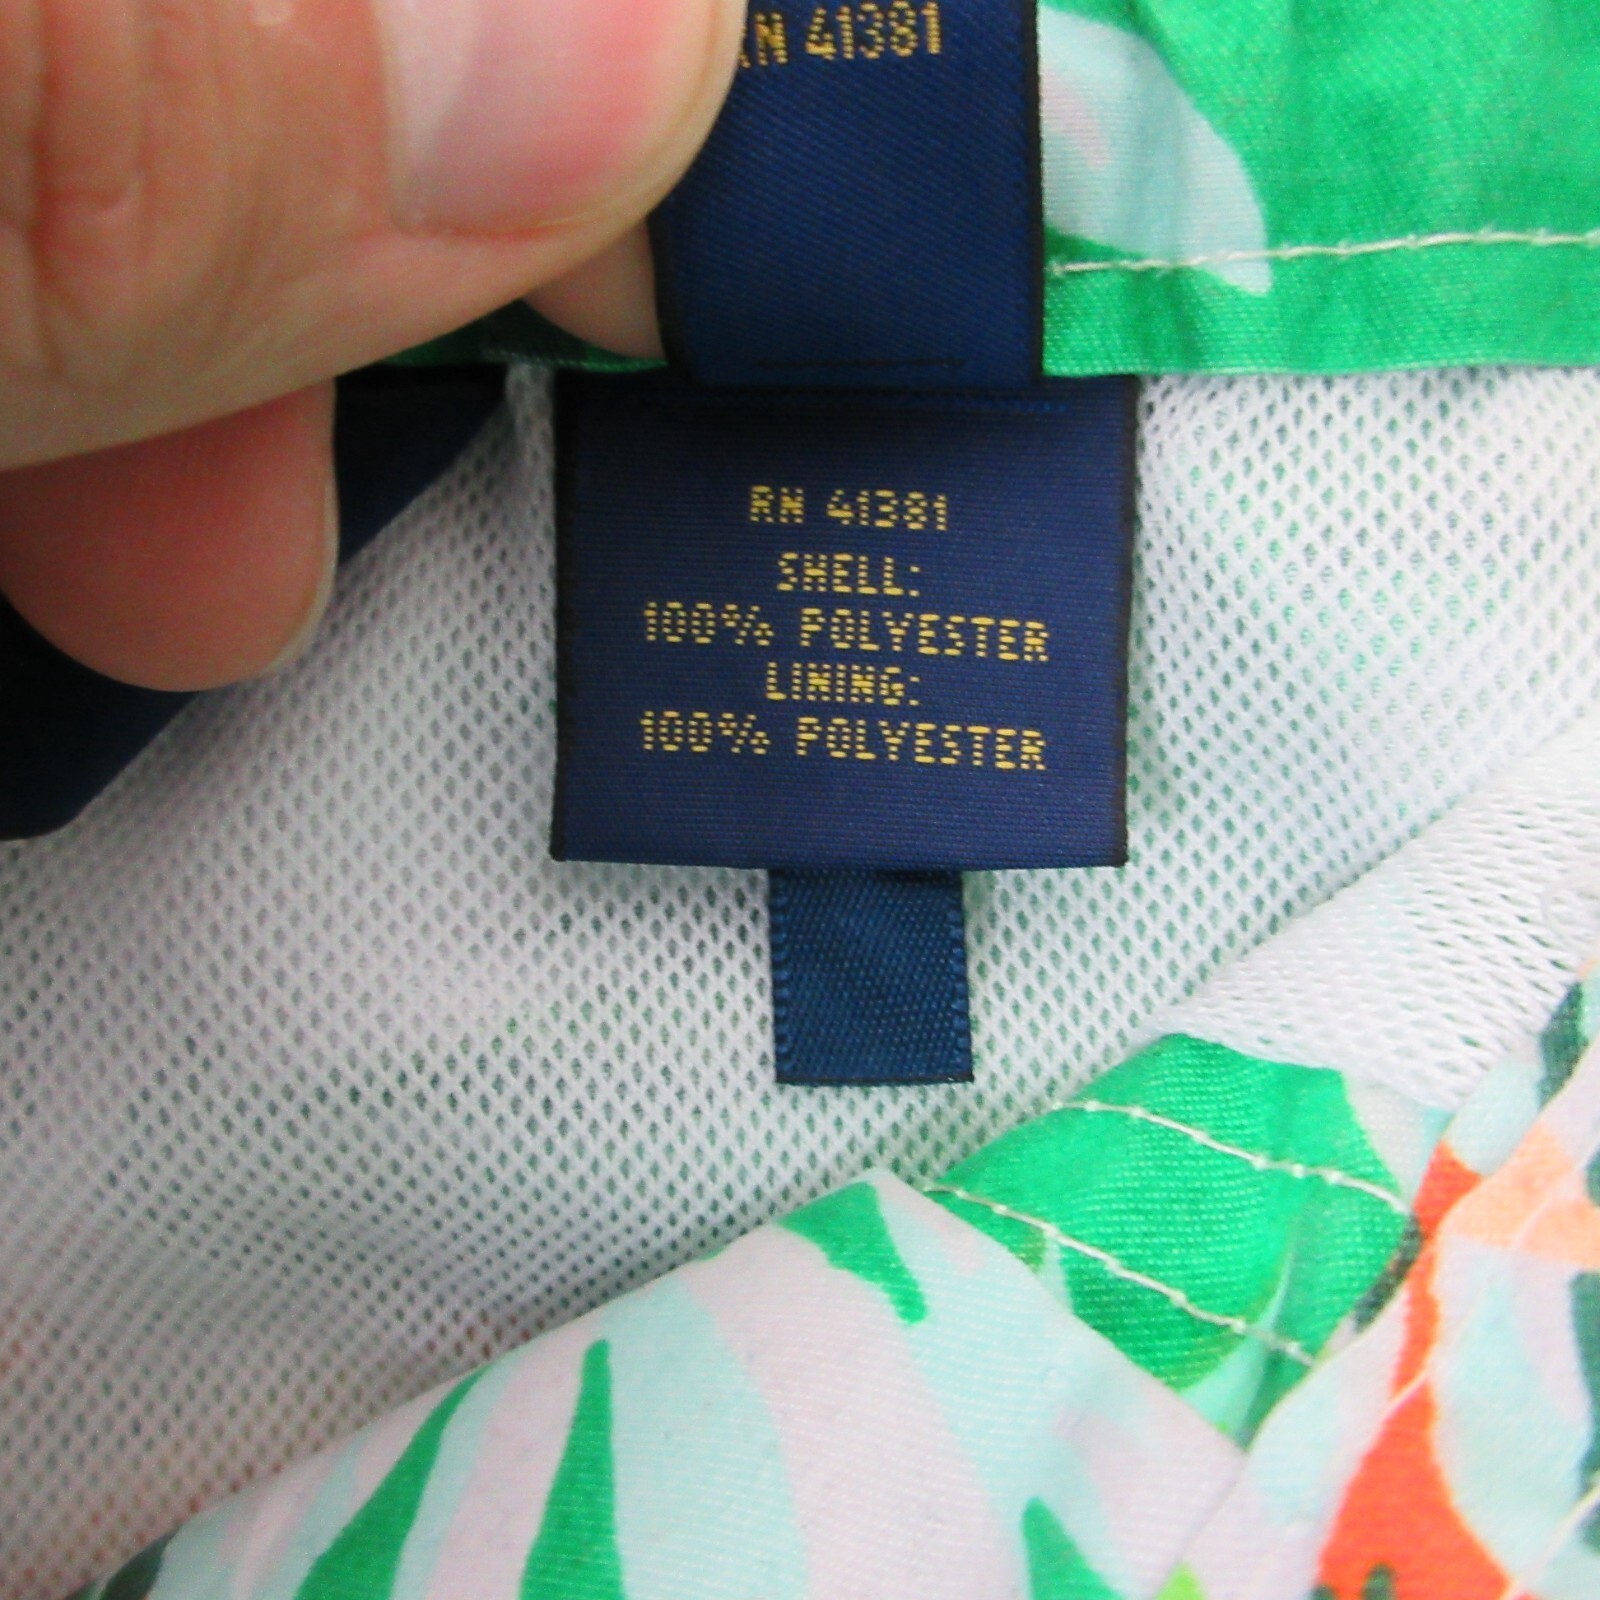 RN 41381
RN 41381
SHELL:
100% POLYESTER
LINING:
100% POLYESTER